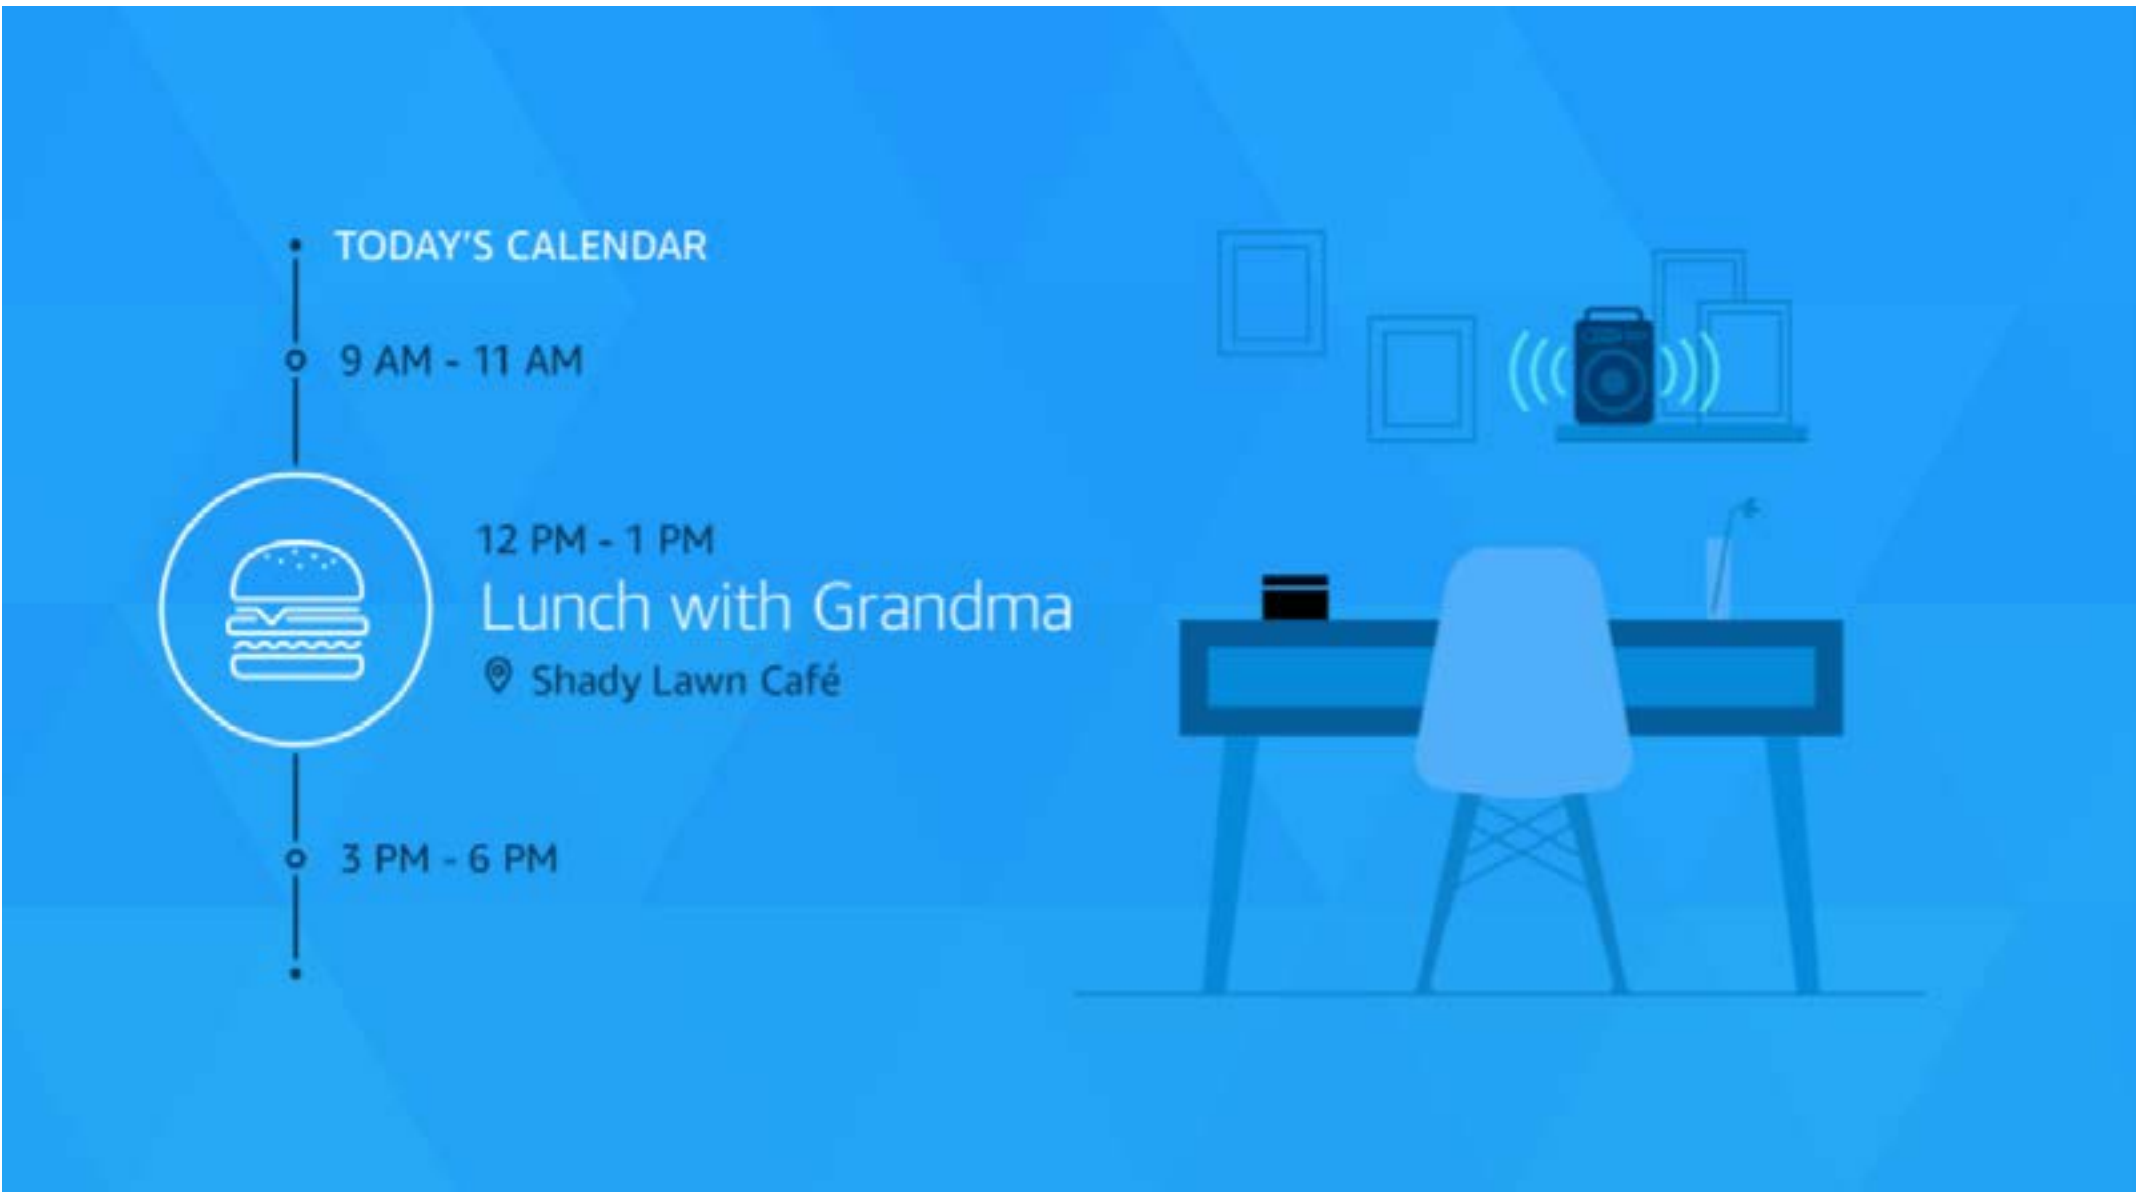 TODAY'S CALENDAR
9 AM - 11 AM
12 PM - 1 PM
Lunch with Grandma
Shady Lawn Café
3 PM - 6 PM